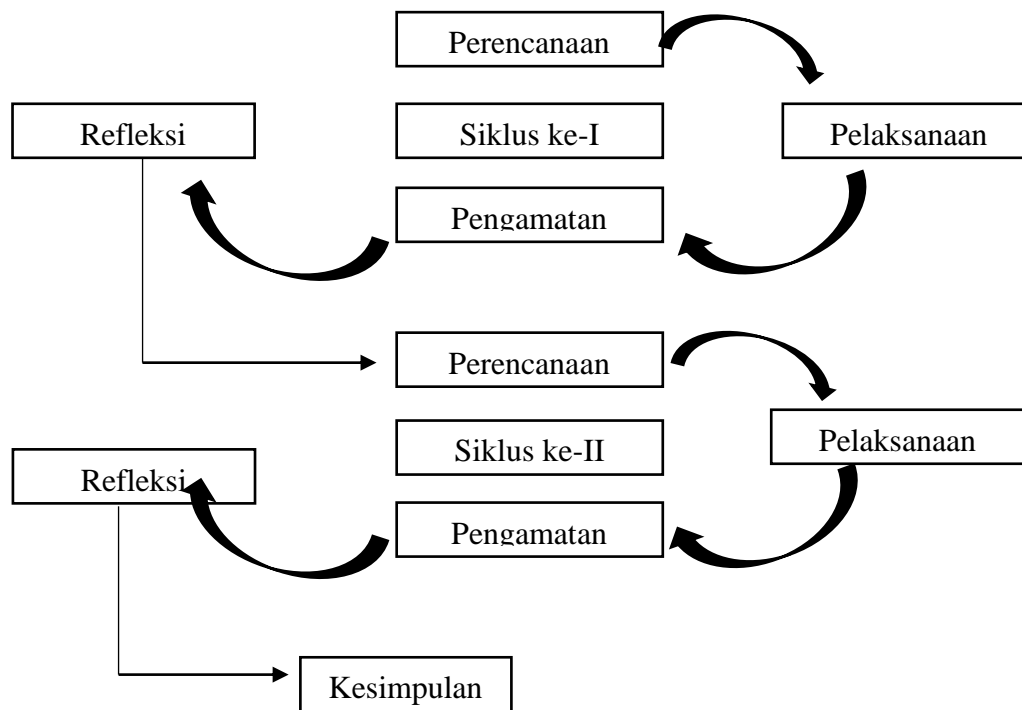 Perencanaan
Refleksi
Siklus ke-I
Pelaksanaan
Pengamatan
Perencanaan
Pelaksanaan
Siklus ke-II
Refleksi
Pengamatan
Kesimpulan